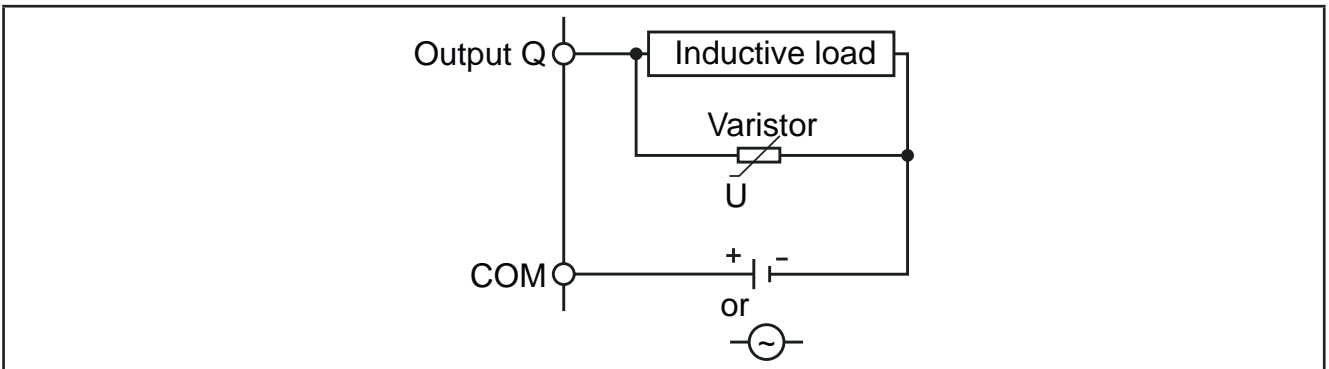 Output Q
Inductive load
Varistor
U
COM
+
-
or
~